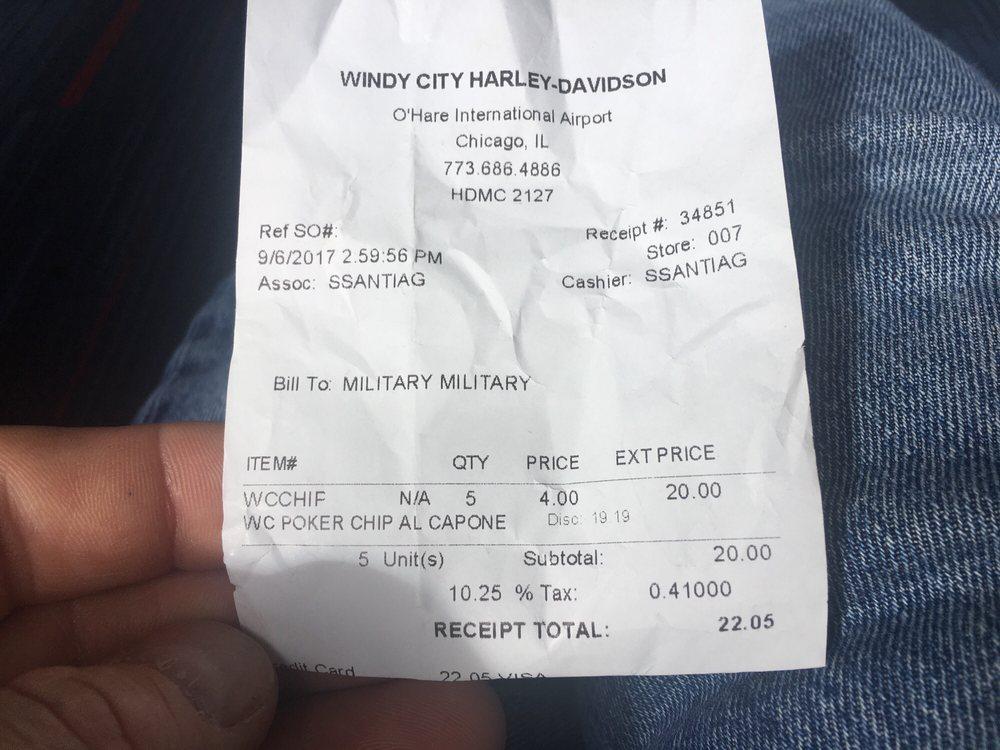 WINDY CITY HARLEY-DAVIDSON
O'Hare International Airport
Chicago, IL
773.686.4886
HDMC 2127
Ref SO#: Receipt #: 34851
9/6/2017 2.59:56 PM Store: 007
Assoc: SSANTIAG Cashier: SSANTIAG
Bill To: MILITARY MILITARY
ITEM# QTY PRICE EXT PRICE
WCCHIP N/A 5 4.00 20.00
WC POKER CHIP AL CAPONE Disc: 19.19
5 Unit(s) Subtotal: 20.00
10.25 % Tax: 0.41000
RECEIPT TOTAL: 22.05
Card 22.05 VISA